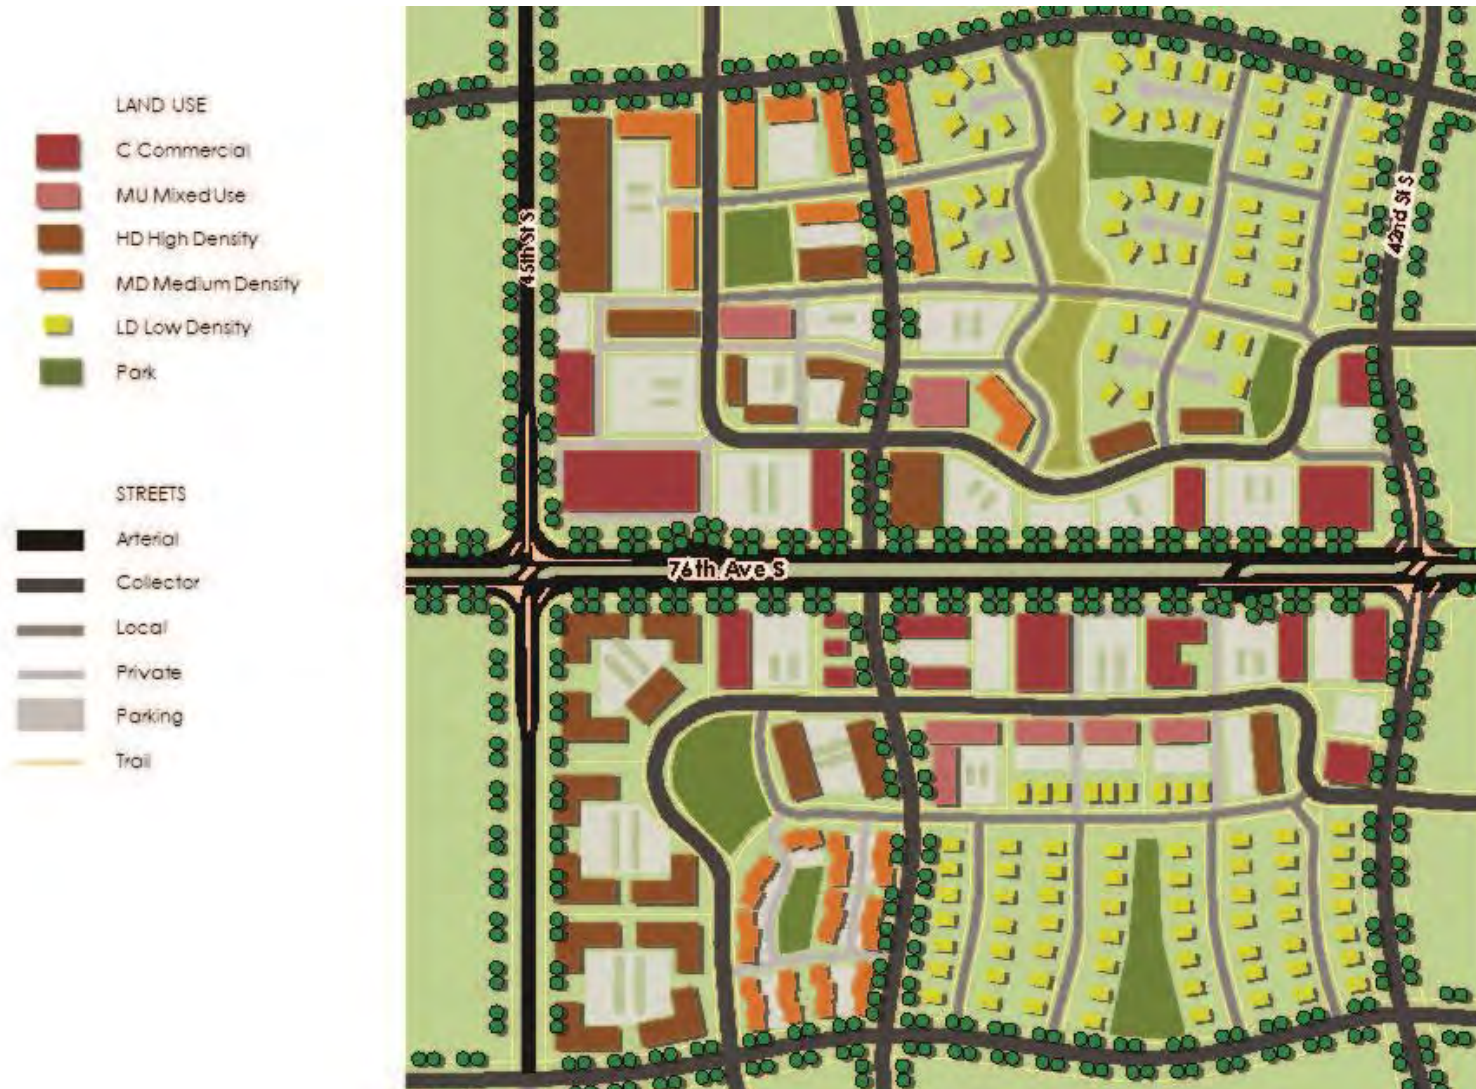 LAND USE
C Commercial
MU Mixed Use
HD High Density
MD Medium Density
LD Low Density
Park
STREETS
Arterial
Collector
Local
Private
Parking
Trail
45th St S
42nd St S
76th Ave S